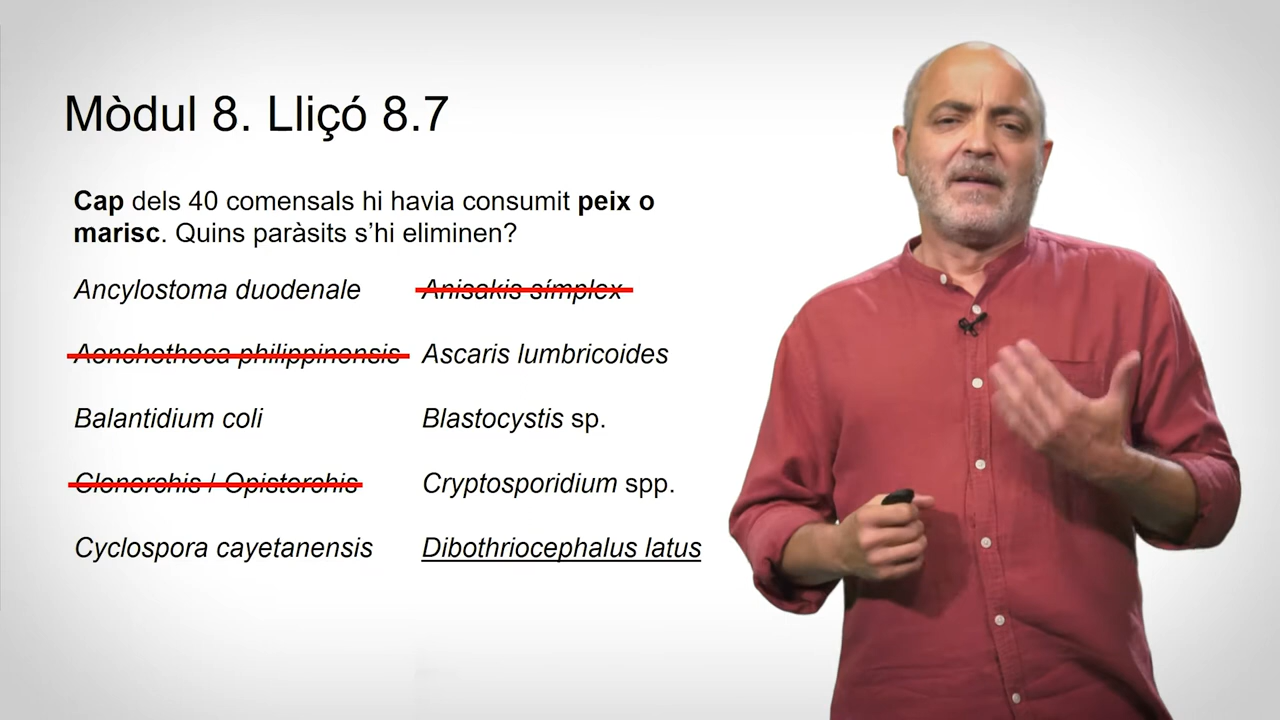 Mòdul 8. Lliçó 8.7
Cap dels 40 comensals hi havia consumit peix o
marisc. Quins paràsits s'hi eliminen?
Ancylostoma duodenale
Anisakis símplex
Aonchotheca philippinensis
Ascaris lumbricoides
Balantidium coli
Blastocystis sp.
Clonorchis / Opistorchis
Cryptosporidium spp.
Cyclospora cayetanensis
Dibothriocephalus latus